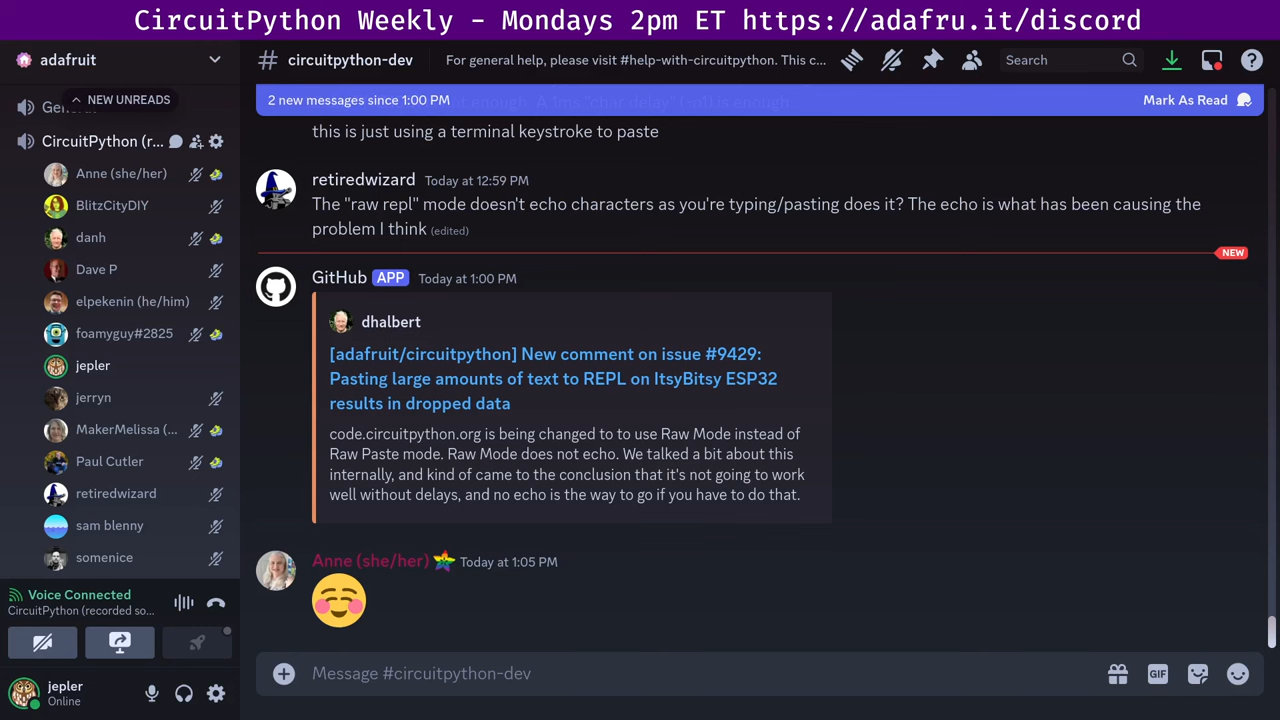 CircuitPython Weekly - Mondays 2pm ET https://adafru.it/discord
adafruit
NEW UNREADS
General
CircuitPython (r...
Anne (she/her)
BlitzCityDIY
danh
Dave P
elpekenin (he/him)
foamyguy#2825
jepler
jerryn
MakerMelissa (...
Paul Cutler
retiredwizard
sam blenny
somenice
Voice Connected
CircuitPython (recorded so...
jepler
Online
# circuitpython-dev
For general help, please visit #help-with-circuitpython. This c...
Search
2 new messages since 1:00 PM
Mark As Read
enough. A 1ms "char delay" (-c1) is enough
this is just using a terminal keystroke to paste
retiredwizard Today at 12:59 PM
The "raw repl" mode doesn't echo characters as you're typing/pasting does it? The echo is what has been causing the
problem I think (edited)
NEW
GitHub APP Today at 1:00 PM
dhalbert
[adafruit/circuitpython] New comment on issue #9429:
Pasting large amounts of text to REPL on ItsyBitsy ESP32
results in dropped data
code.circuitpython.org is being changed to to use Raw Mode instead of
Raw Paste mode. Raw Mode does not echo. We talked a bit about this
internally, and kind of came to the conclusion that it's not going to work
well without delays, and no echo is the way to go if you have to do that.
Anne (she/her) Today at 1:05 PM
Message #circuitpython-dev
GIF